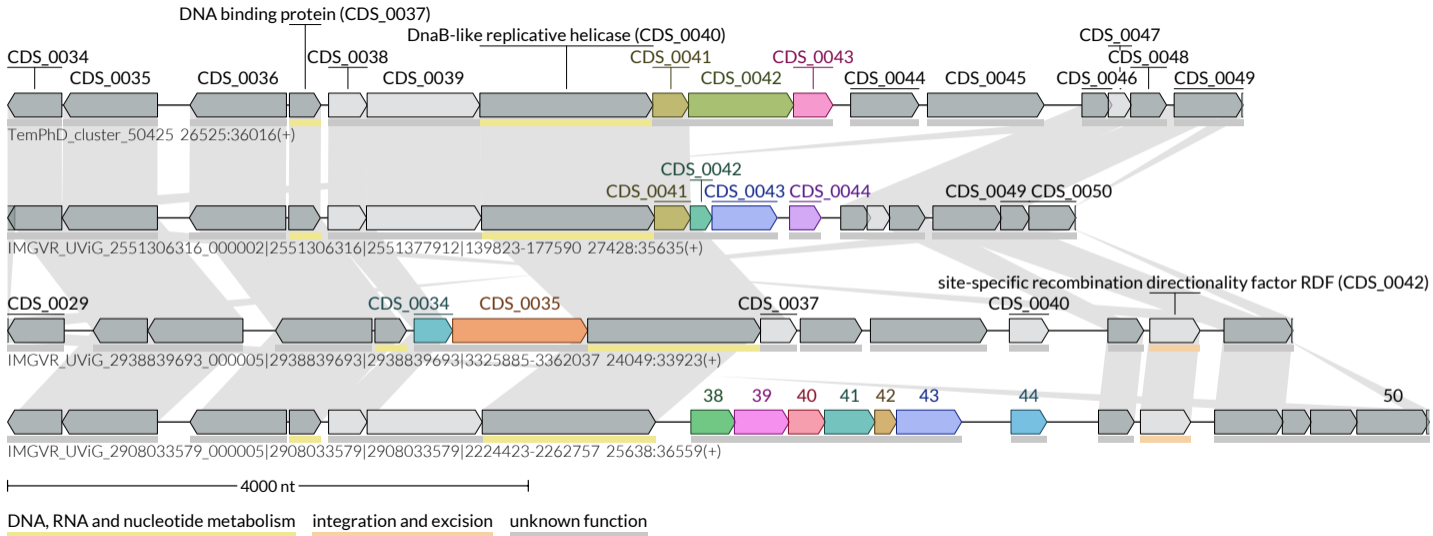 DNA binding protein (CDS_0037)
DnaB-like replicative helicase (CDS_0040)
CDS_0047
CDS_0034 CDS_0038 CDS_0041 CDS_0043 CDS_0048
CDS_0035 CDS_0036 CDS_0039 CDS_0042 CDS_0044 CDS_0045 CDS_0046 CDS_0049
TemPhD_cluster_50425 26525:36016(+)
CDS_0042
CDS_0041 CDS_0043 CDS_0044 CDS_0049 CDS_0050
IMGVR_UViG_2551306316_000002|2551306316|2551377912|139823-177590 27428:35635(+)
site-specific recombination directionality factor RDF (CDS_0042)
CDS_0029 CDS_0034 CDS_0035 CDS_0037 CDS_0040
IMGVR_UViG_2938839693_000005|2938839693|2938839693|3325885-3362037 24049:33923(+)
38 39 40 41 42 43 44 50
IMGVR_UViG_2908033579_000005|2908033579|2908033579|2224423-2262757 25638:36559(+)
4000 nt
DNA, RNA and nucleotide metabolism integration and excision unknown function